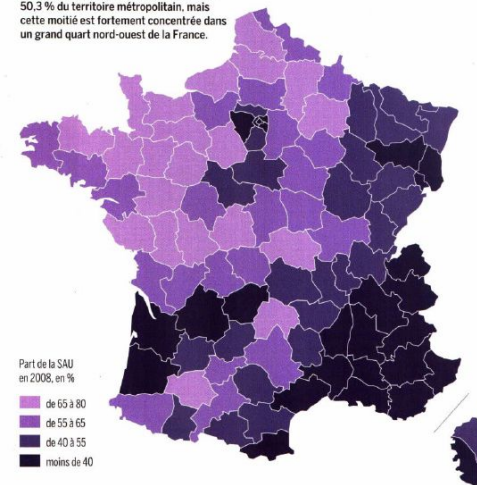 50,3 % du territoire métropolitain, mais
cette moitié est fortement concentrée dans
un grand quart nord-ouest de la France.
Part de la SAU
en 2008, en %
de 65 à 80
de 55 à 65
de 40 à 55
moins de 40